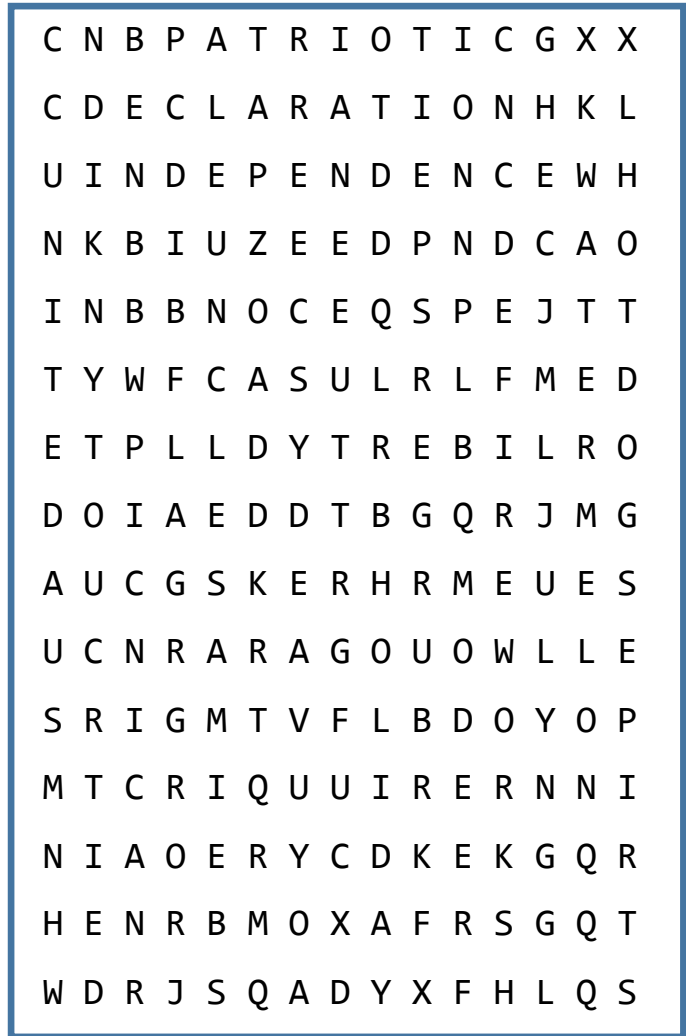 C N B P A T R I O T I C G X X
C D E C L A R A T I O N H K L
U I N D E P E N D E N C E W H
N K B I U Z E E D P N D C A O
I N B B N O C E Q S P E J T T
T Y W F C A S U L R L F M E D
E T P L L D Y T R E B I L R O
D O I A E D D T B G Q R J M G
A U C G S K E R H R M E U E S
U C N R A R A G O U O W L L E
S R I G M T V F L B D O Y O P
M T C R I Q U U I R E R N N I
N I A O E R Y C D K E K G Q R
H E N R B M O X A F R S G Q T
W D R J S Q A D Y X F H L Q S